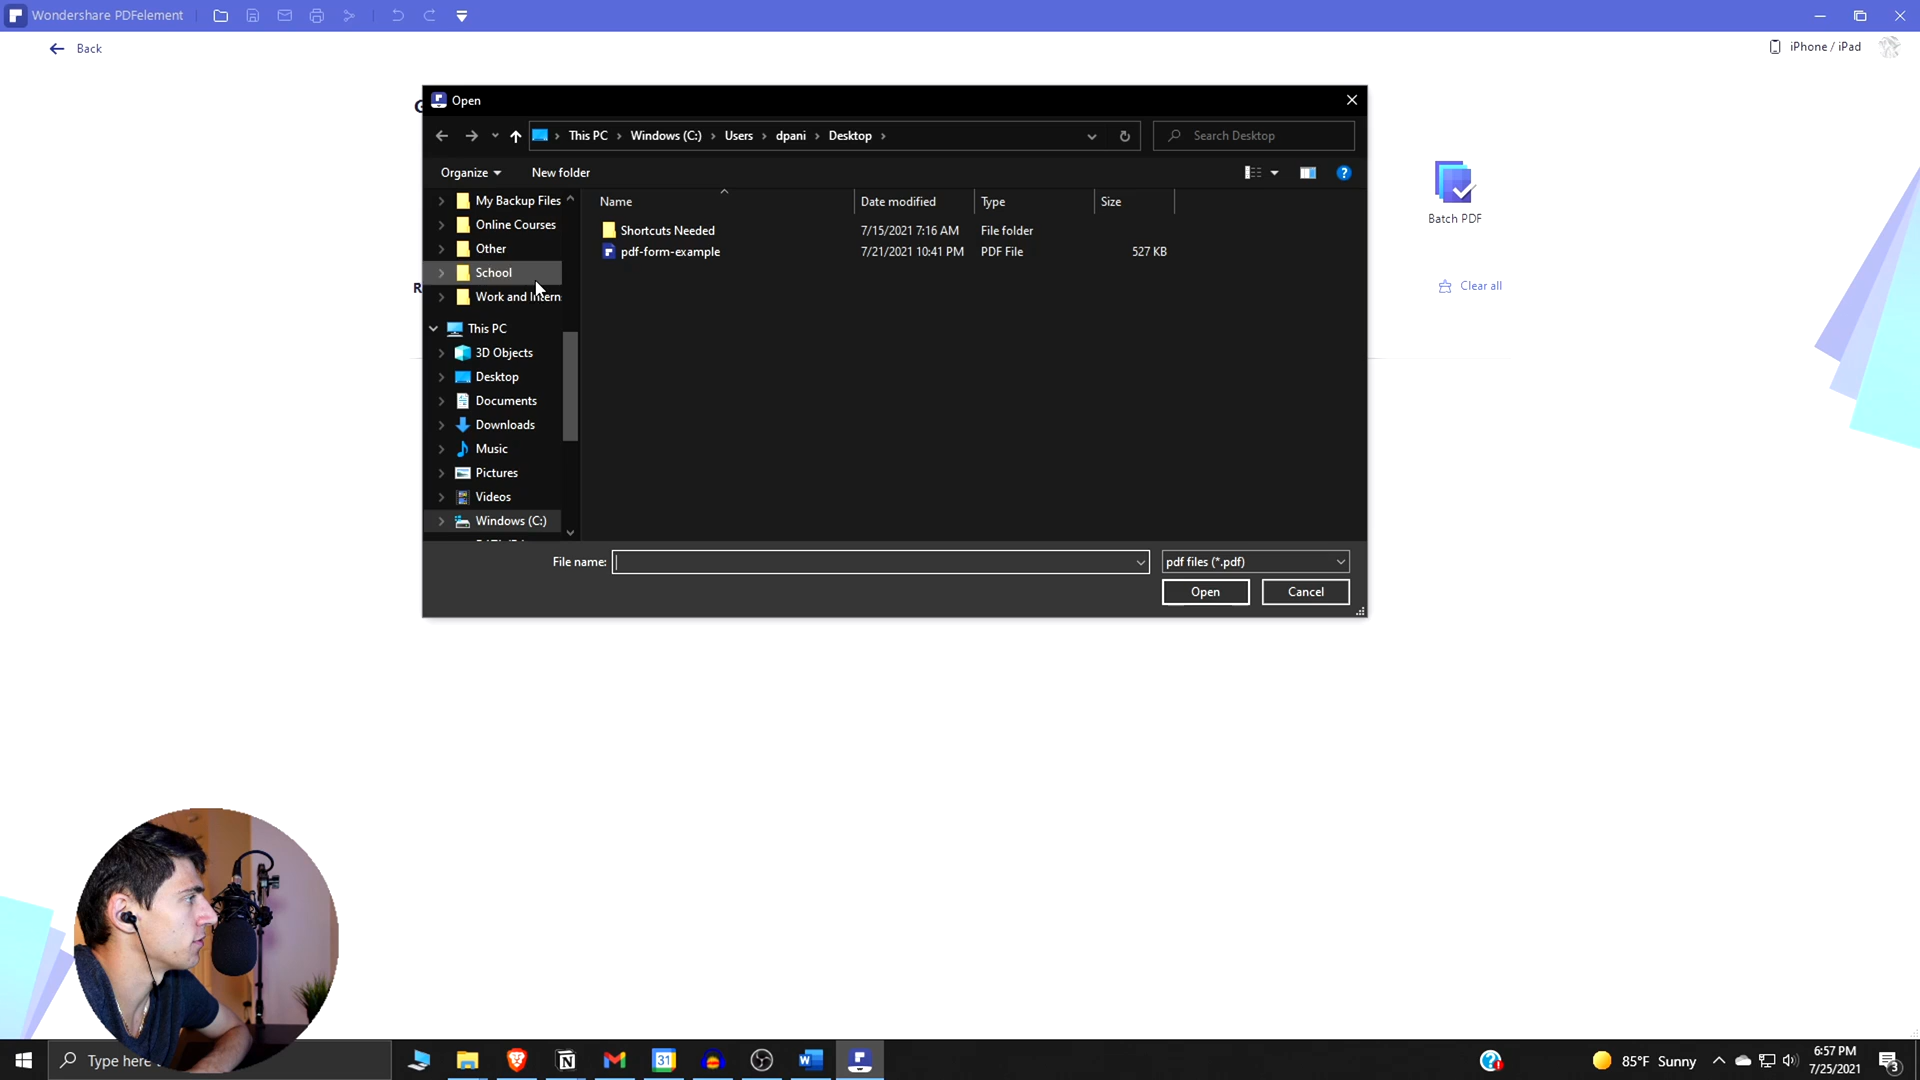 Wondershare PDFelement
Back
iPhone / iPad
Open
This PC > Windows (C:) > Users > dpani > Desktop >
Search Desktop
Organize
New folder
Name
Date modified
Type
Size
Shortcuts Needed
7/15/2021 7:16 AM
File folder
pdf-form-example
7/21/2021 10:41 PM
PDF File
527 KB
My Backup Files
Online Courses
Other
School
Work and Intern
This PC
3D Objects
Desktop
Documents
Downloads
Music
Pictures
Videos
Windows (C:)
File name:
pdf files (*.pdf)
Open
Cancel
Batch PDF
Clear all
Type here
31
85°F Sunny
6:57 PM
7/25/2021
3